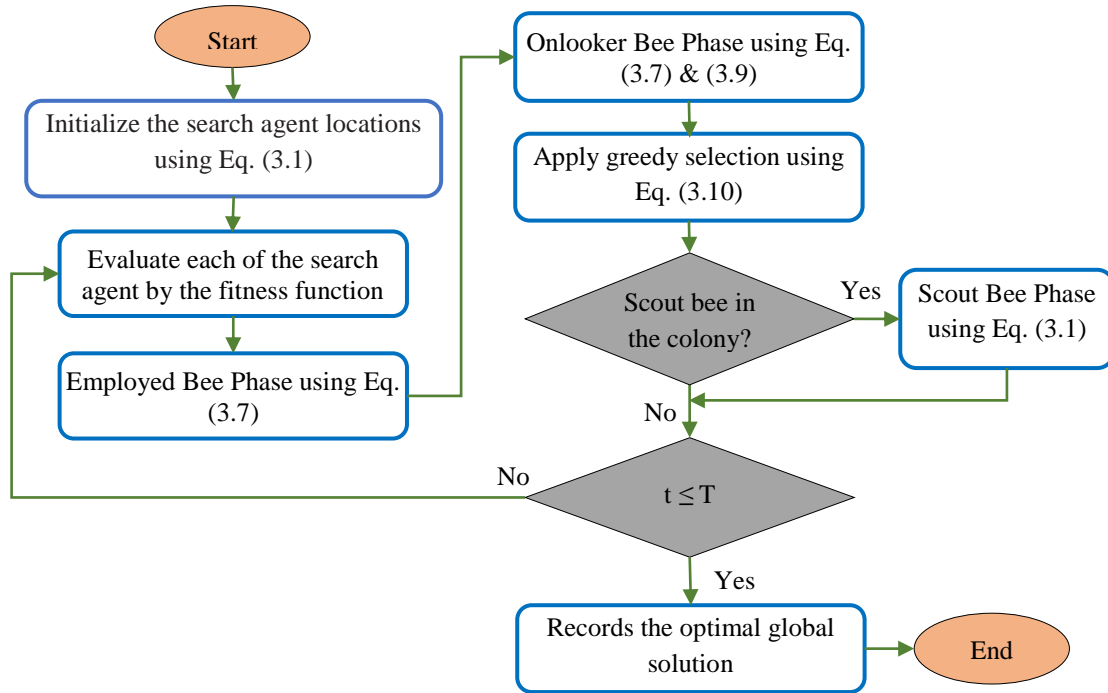 Start
Initialize the search agent locations
using Eq. (3.1)
Evaluate each of the search
agent by the fitness function
Employed Bee Phase using Eq.
(3.7)
Onlooker Bee Phase using Eq.
(3.7) & (3.9)
Apply greedy selection using
Eq. (3.10)
Scout bee in
the colony?
Yes
Scout Bee Phase
using Eq. (3.1)
No
t ≤ T
No
Yes
Records the optimal global
solution
End